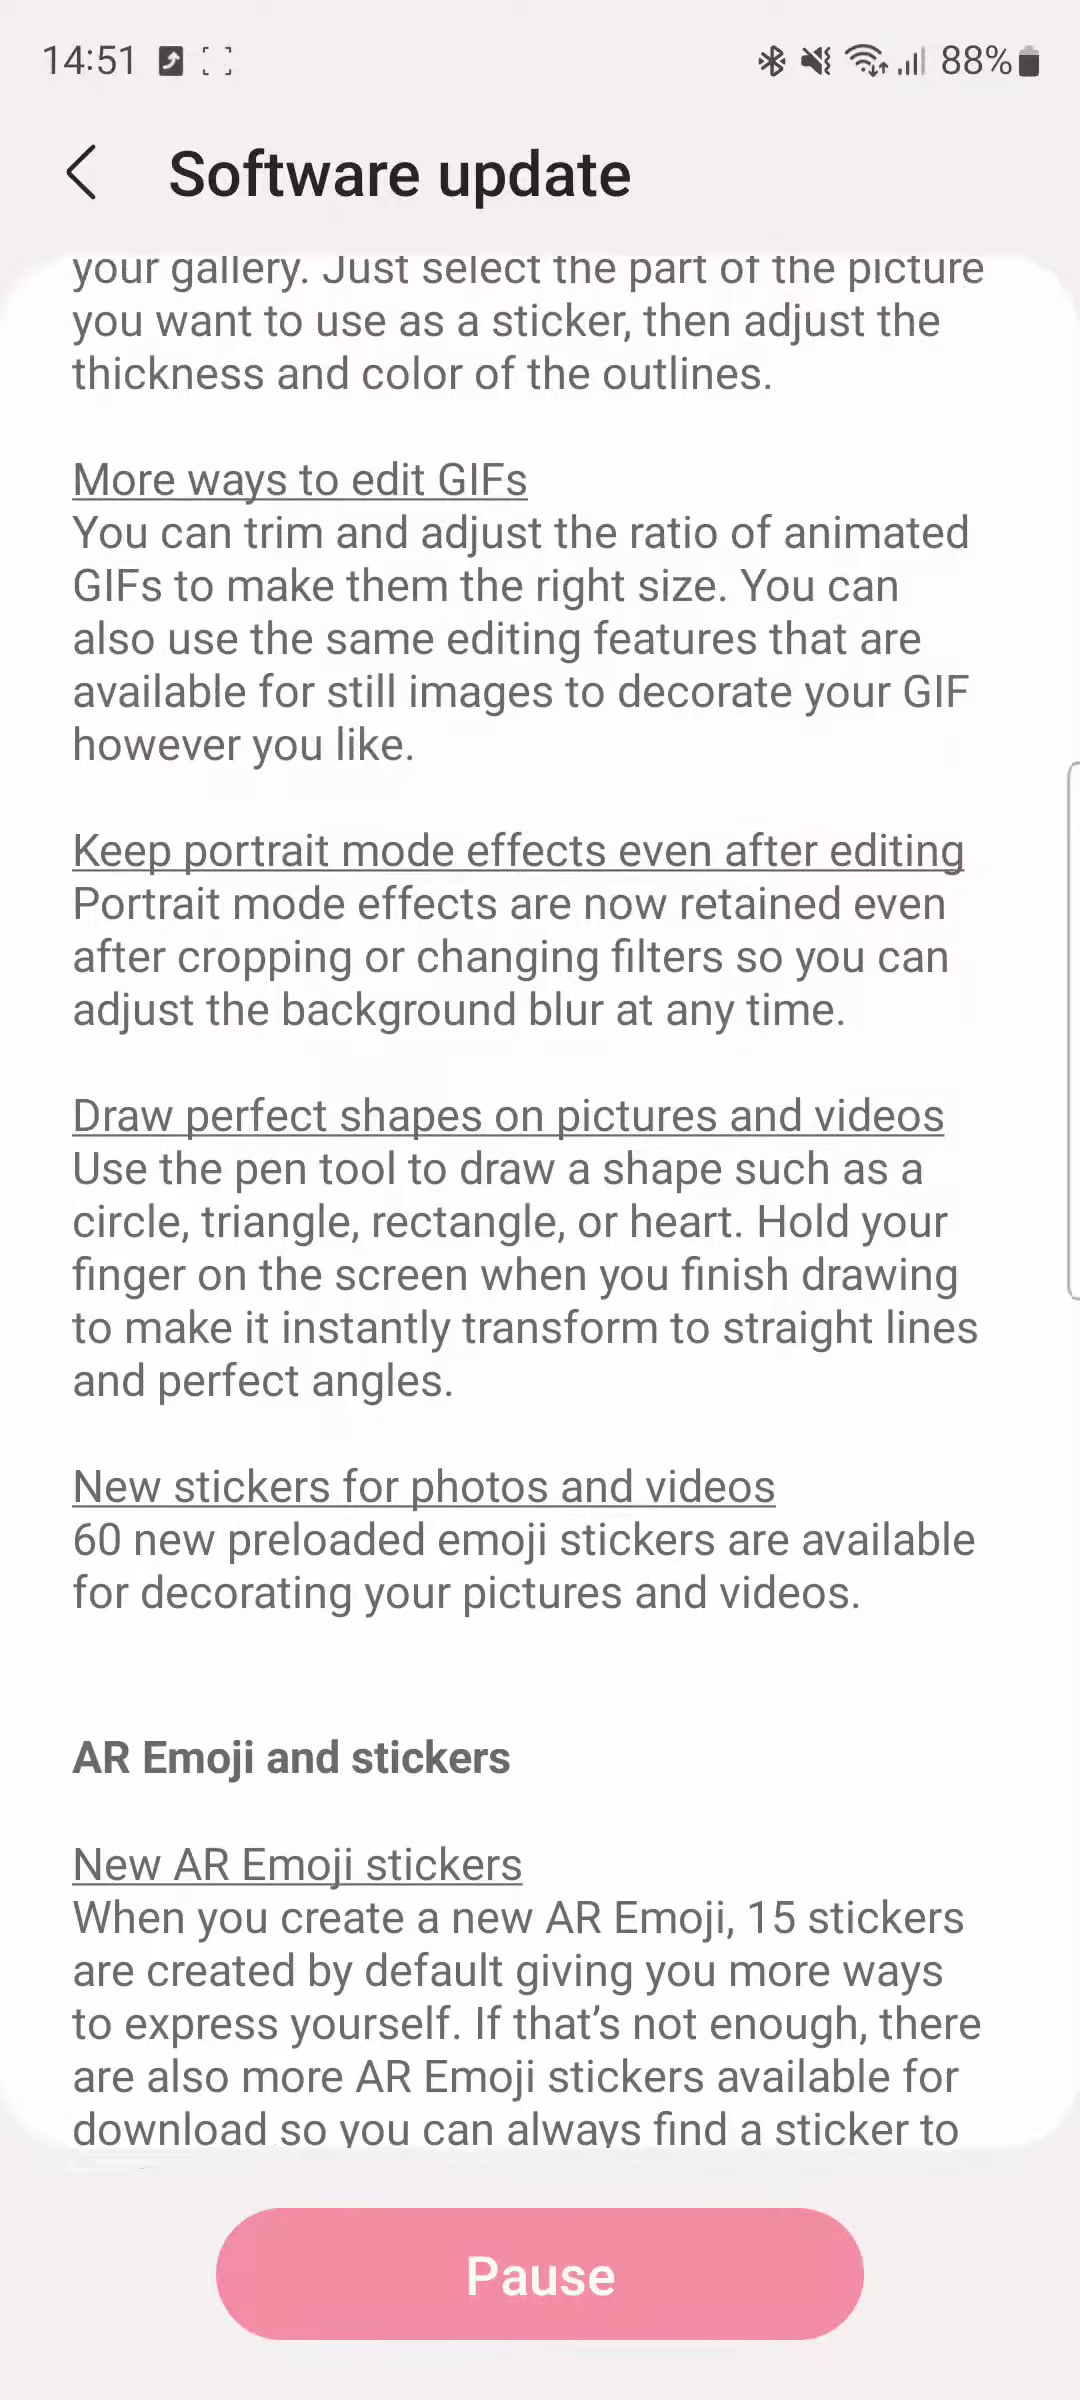 14:51 88%
Software update
your gallery. Just select the part of the picture
you want to use as a sticker, then adjust the
thickness and color of the outlines.
More ways to edit GIFs
You can trim and adjust the ratio of animated
GIFs to make them the right size. You can
also use the same editing features that are
available for still images to decorate your GIF
however you like.
Keep portrait mode effects even after editing
Portrait mode effects are now retained even
after cropping or changing filters so you can
adjust the background blur at any time.
Draw perfect shapes on pictures and videos
Use the pen tool to draw a shape such as a
circle, triangle, rectangle, or heart. Hold your
finger on the screen when you finish drawing
to make it instantly transform to straight lines
and perfect angles.
New stickers for photos and videos
60 new preloaded emoji stickers are available
for decorating your pictures and videos.
AR Emoji and stickers
New AR Emoji stickers
When you create a new AR Emoji, 15 stickers
are created by default giving you more ways
to express yourself. If that’s not enough, there
are also more AR Emoji stickers available for
download so you can always find a sticker to
Pause